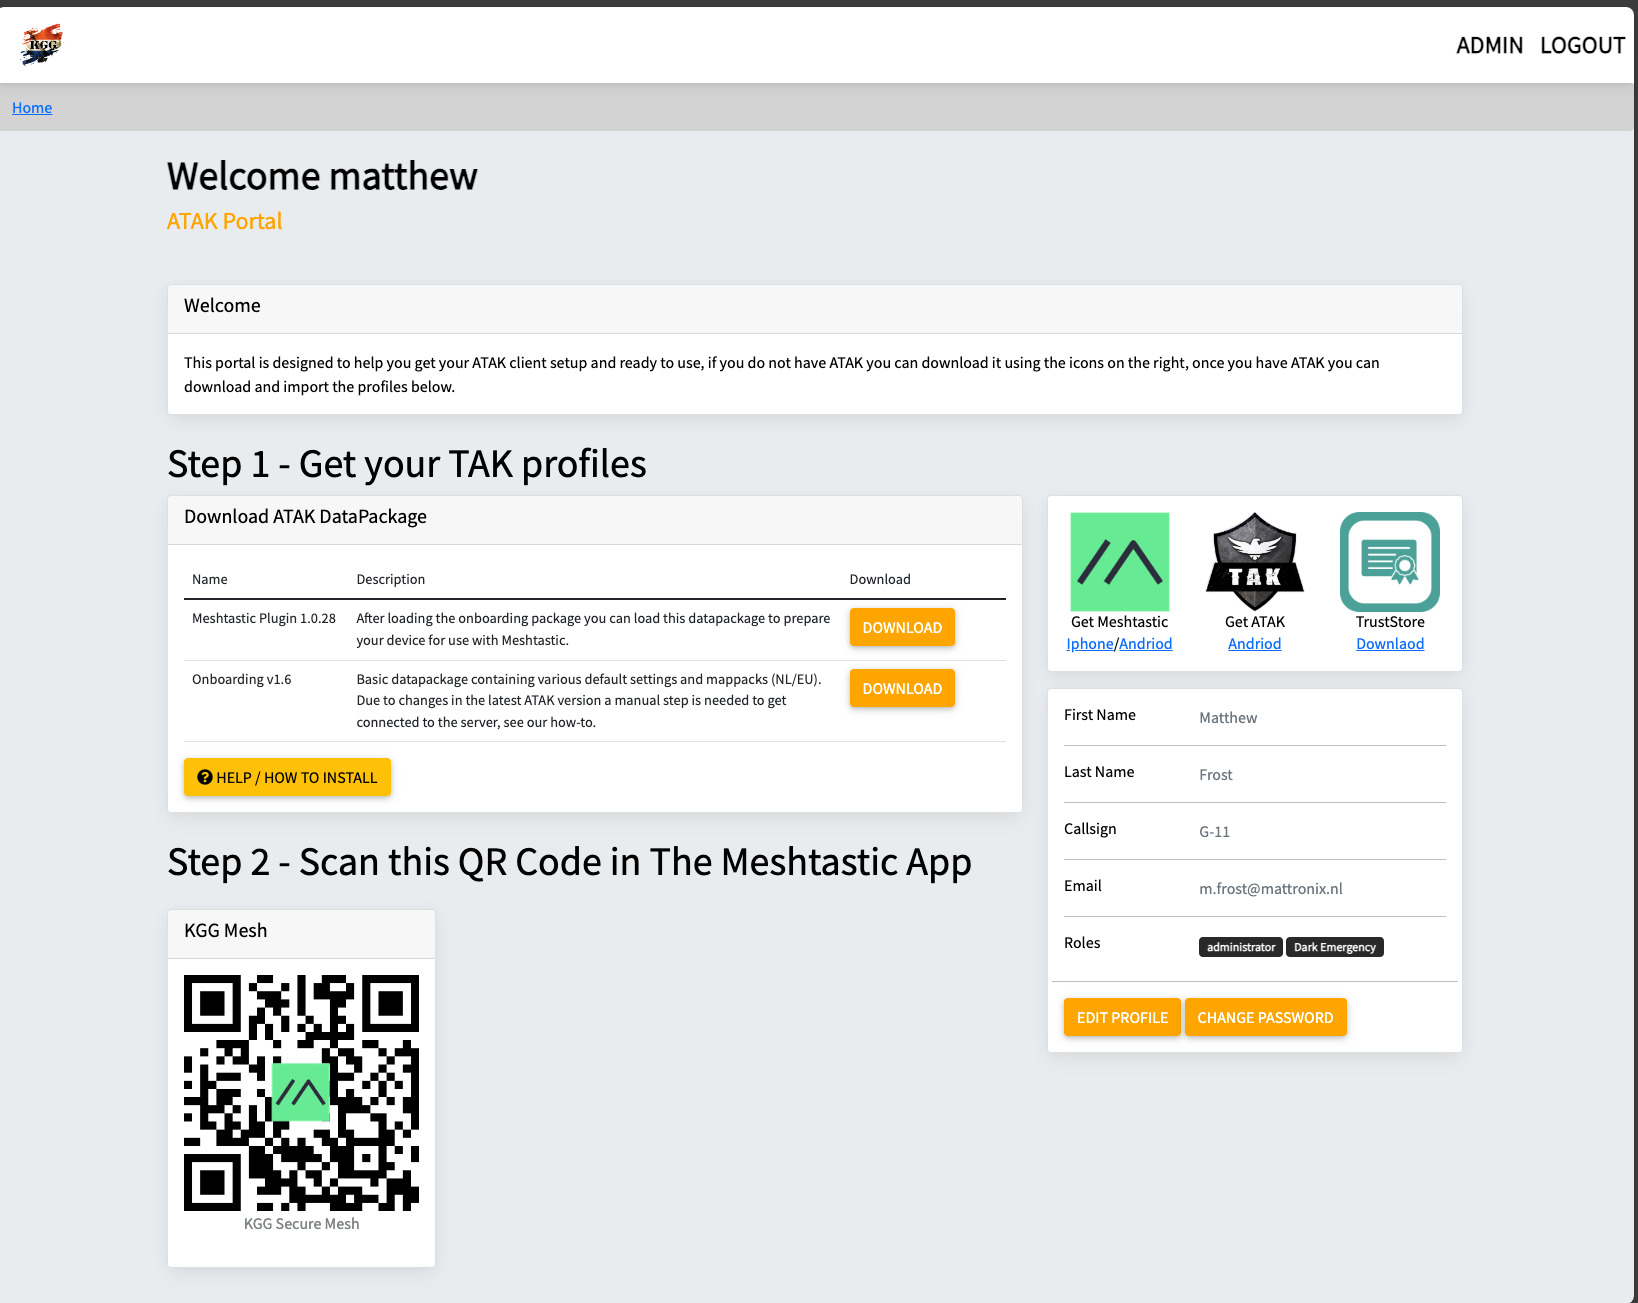 KGG
ADMIN LOGOUT
Home
Welcome matthew
ATAK Portal
Welcome
This portal is designed to help you get your ATAK client setup and ready to use, if you do not have ATAK you can download it using the icons on the right, once you have ATAK you can
download and import the profiles below.
Step 1 - Get your TAK profiles
Download ATAK DataPackage
Name Description Download
Meshtastic Plugin 1.0.28 After loading the onboarding package you can load this datapackage to prepare DOWNLOAD
your device for use with Meshtastic.
Onboarding v1.6 Basic datapackage containing various default settings and mappacks (NL/EU). DOWNLOAD
Due to changes in the latest ATAK version a manual step is needed to get
connected to the server, see our how-to.
HELP / HOW TO INSTALL
TAK
Get Meshtastic Get ATAK TrustStore
Iphone/Andriod Andriod Downlaod
First Name Matthew
Last Name Frost
Callsign G-11
Email m.frost@mattronix.nl
Roles administrator Dark Emergency
EDIT PROFILE CHANGE PASSWORD
Step 2 - Scan this QR Code in The Meshtastic App
KGG Mesh
KGG Secure Mesh